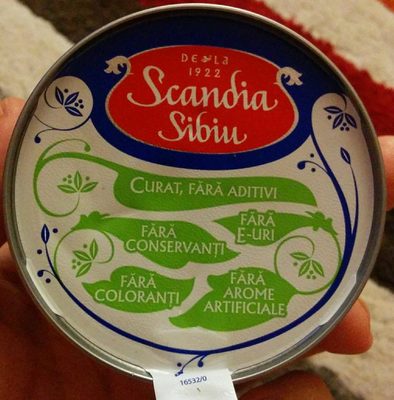 DE LA
1922
Scandia
Sibiu
CURAT, FĂRĂ ADITIVI
FĂRĂ
CONSERVANȚI
FĂRĂ
E-URI
FĂRĂ
COLORANȚI
FĂRĂ
AROME
ARTIFICIALE
16532/0
1